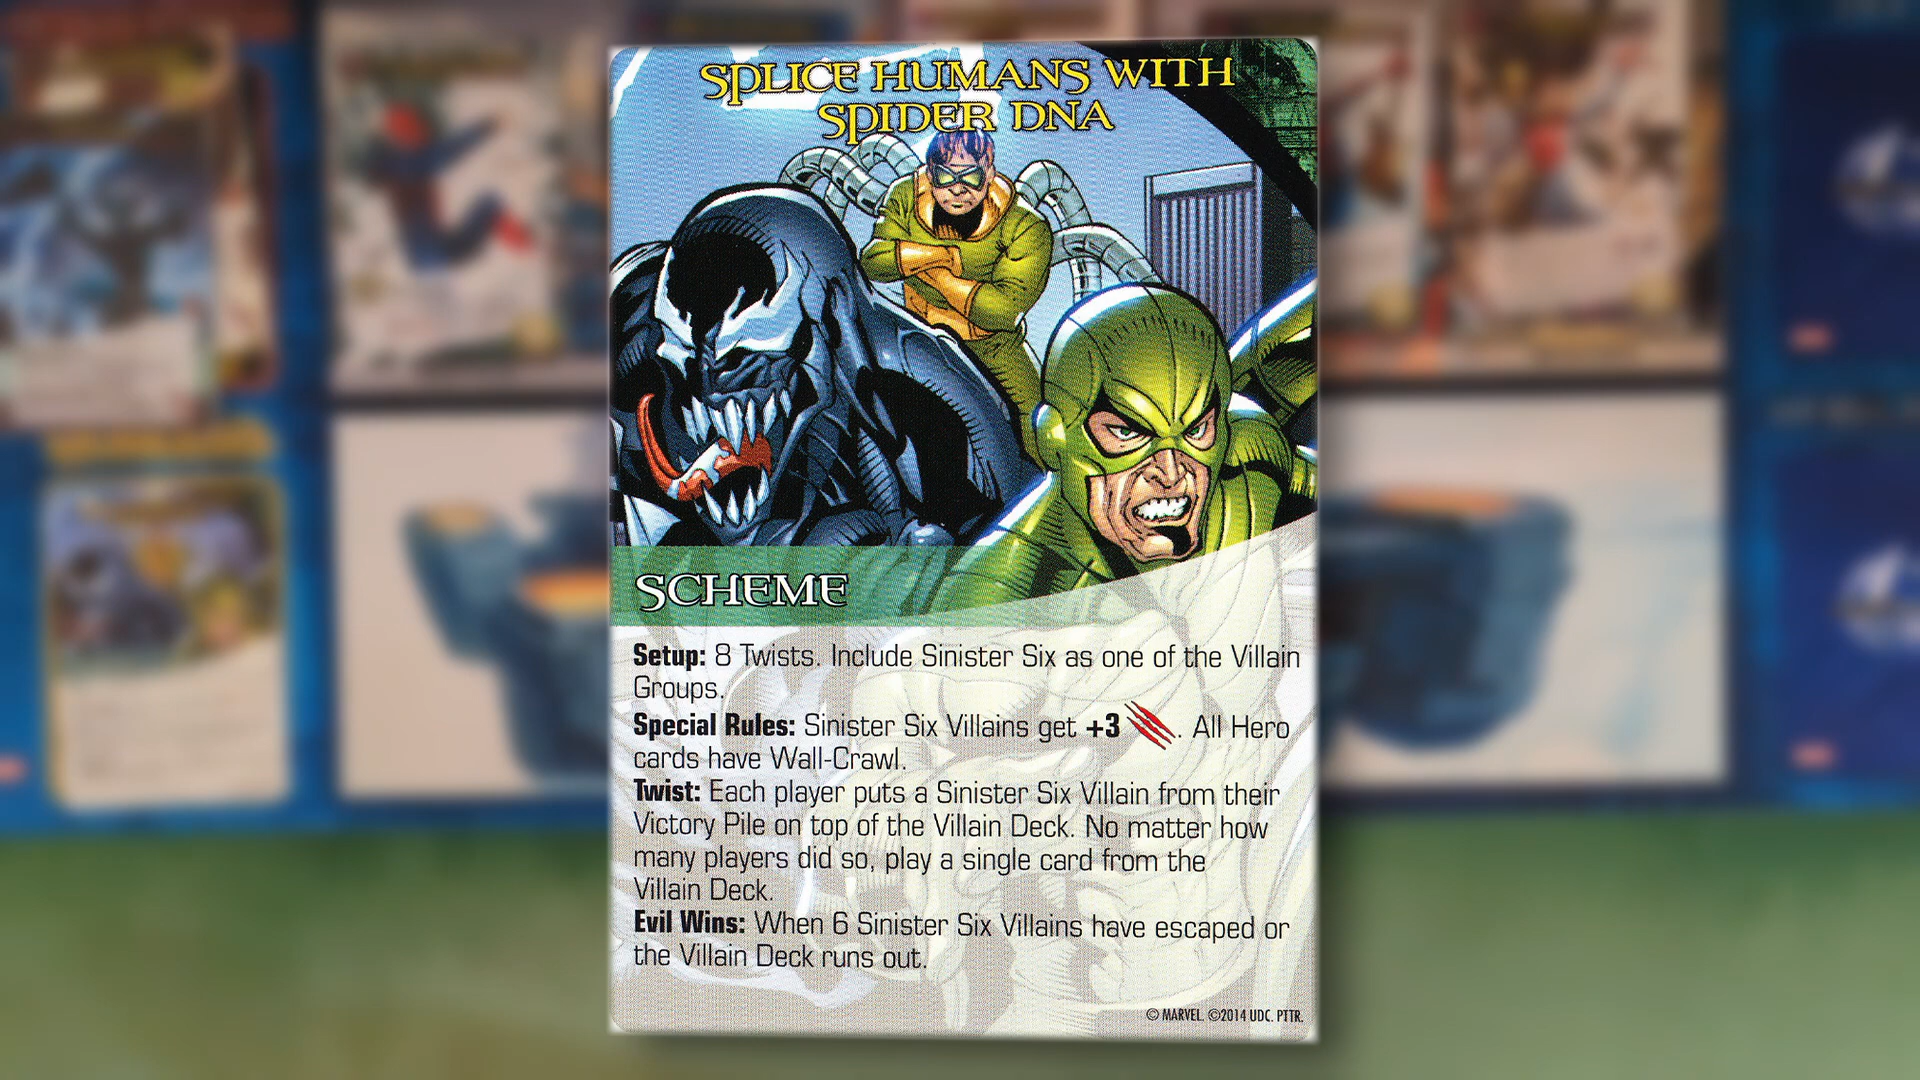 SPLICE HUMANS WITH
SPIDER DNA
SCHEME
Setup: 8 Twists. Include Sinister Six as one of the Villain
Groups.
Special Rules: Sinister Six Villains get +3 . All Hero
cards have Wall-Crawl.
Twist: Each player puts a Sinister Six Villain from their
Victory Pile on top of the Villain Deck. No matter how
many players did so, play a single card from the
Villain Deck.
Evil Wins: When 6 Sinister Six Villains have escaped or
the Villain Deck runs out.
© MARVEL. ©2014 UDC. PTTR.